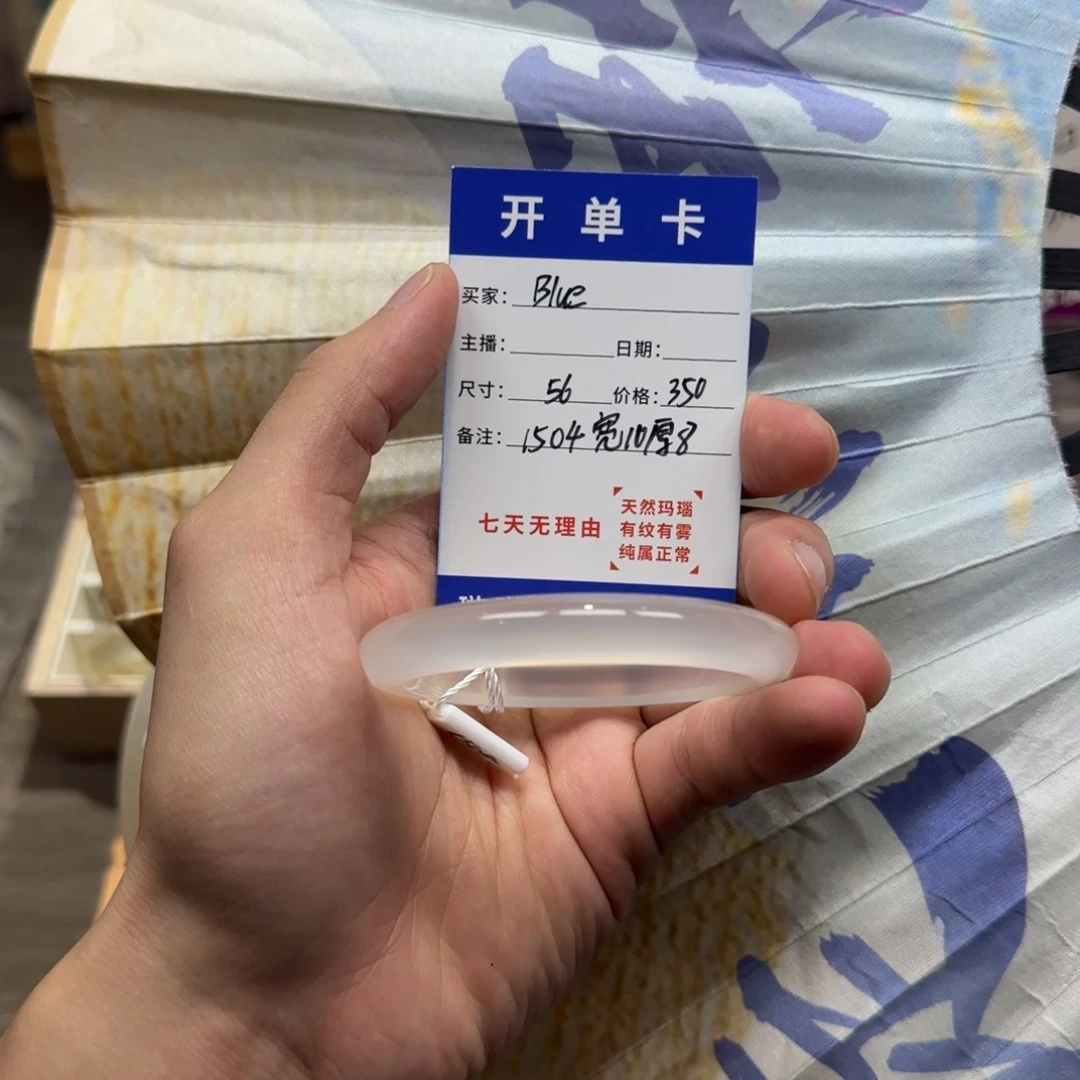 开单卡
买家: Blue
主播: 日期:
尺寸: 56 价格: 350
备注: 1504 宽10厚8
七天无理由
天然玛瑙
有纹有雾
纯属正常